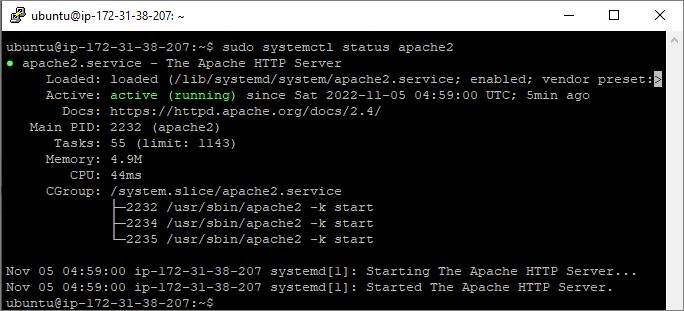 ubuntu@ip-172-31-38-207: ~
ubuntu@ip-172-31-38-207:~$ sudo systemctl status apache2
● apache2.service - The Apache HTTP Server
     Loaded: loaded (/lib/systemd/system/apache2.service; enabled; vendor preset:>
     Active: active (running) since Sat 2022-11-05 04:59:00 UTC; 5min ago
       Docs: https://httpd.apache.org/docs/2.4/
   Main PID: 2232 (apache2)
      Tasks: 55 (limit: 1143)
     Memory: 4.9M
        CPU: 44ms
     CGroup: /system.slice/apache2.service
             ├─2232 /usr/sbin/apache2 -k start
             ├─2234 /usr/sbin/apache2 -k start
             └─2235 /usr/sbin/apache2 -k start
Nov 05 04:59:00 ip-172-31-38-207 systemd[1]: Starting The Apache HTTP Server...
Nov 05 04:59:00 ip-172-31-38-207 systemd[1]: Started The Apache HTTP Server.
ubuntu@ip-172-31-38-207:~$